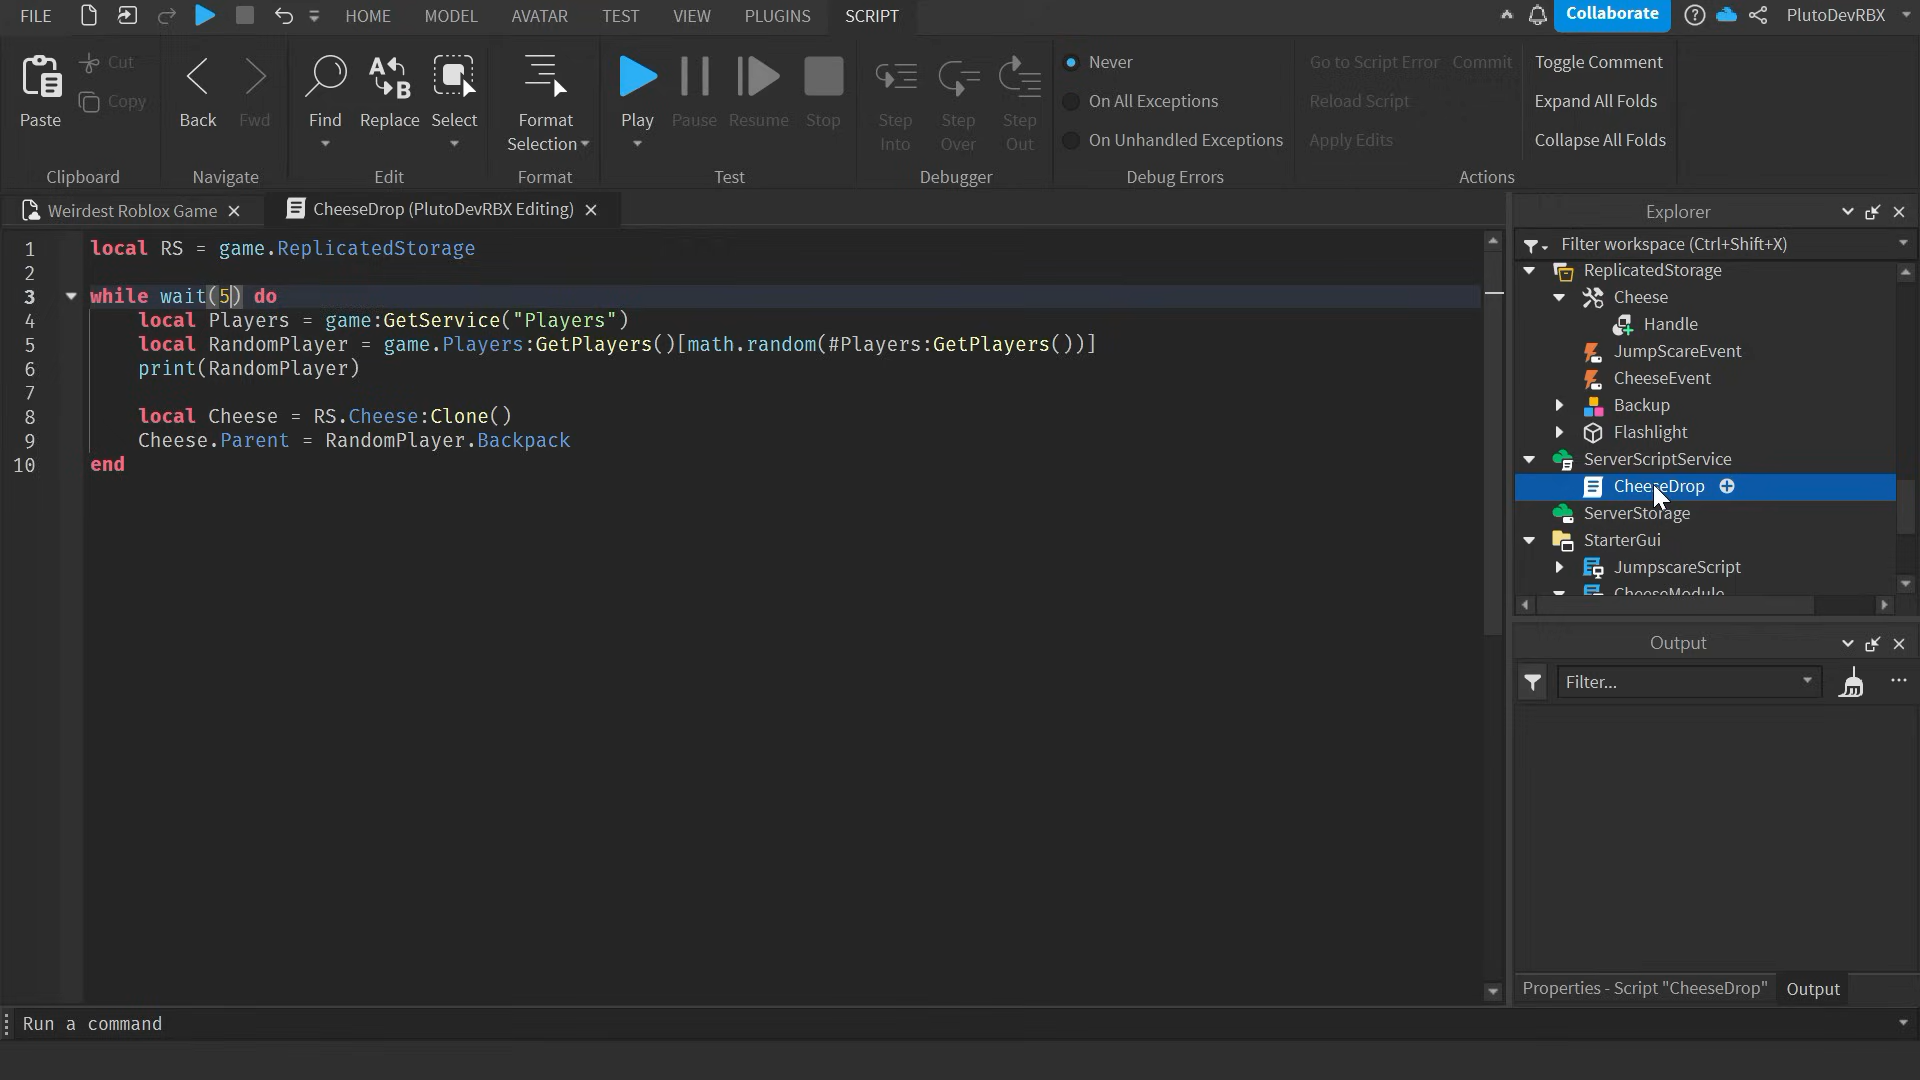 FILE HOME MODEL AVATAR TEST VIEW PLUGINS SCRIPT Collaborate PlutoDevRBX
Paste Cut Copy
Clipboard
Back Fwd
Navigate
Find Replace Select
Edit
Format Selection
Format
Play Pause Resume Stop
Test
Step Into Step Over Step Out
Debugger
Never
On All Exceptions
On Unhandled Exceptions
Debug Errors
Go to Script Error Commit
Reload Script
Apply Edits
Toggle Comment
Expand All Folds
Collapse All Folds
Actions
Weirdest Roblox Game
CheeseDrop (PlutoDevRBX Editing)
1 local RS = game.ReplicatedStorage
2
3 while wait(5) do
4 local Players = game:GetService("Players")
5 local RandomPlayer = game.Players:GetPlayers()[math.random(#Players:GetPlayers())]
6 print(RandomPlayer)
7
8 local Cheese = RS.Cheese:Clone()
9 Cheese.Parent = RandomPlayer.Backpack
10 end
Explorer
Filter workspace (Ctrl+Shift+X)
ReplicatedStorage
Cheese
Handle
JumpScareEvent
CheeseEvent
Backup
Flashlight
ServerScriptService
CheeseDrop
ServerStorage
StarterGui
JumpscareScript
CheeseModule
Output
Filter...
Properties - Script "CheeseDrop" Output
Run a command